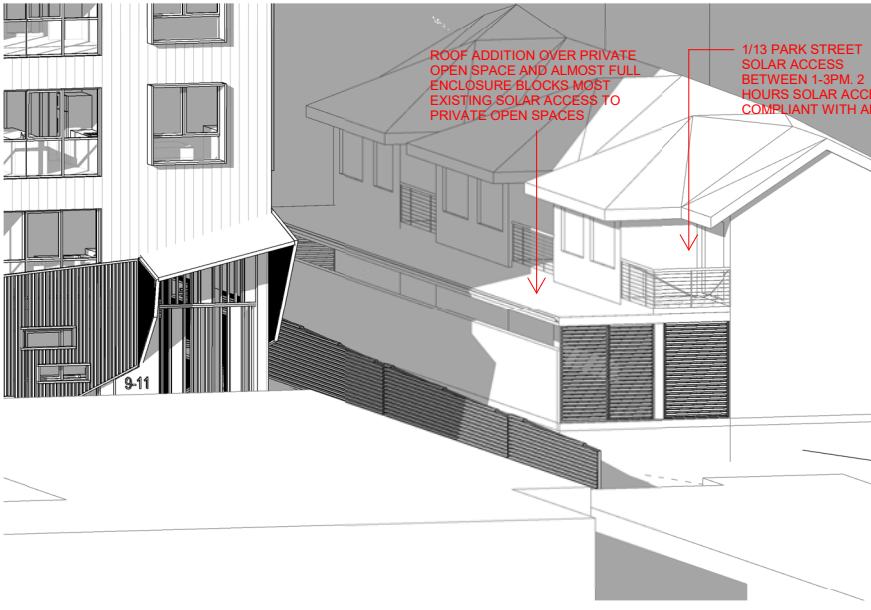 ROOF ADDITION OVER PRIVATE
OPEN SPACE AND ALMOST FULL
ENCLOSURE BLOCKS MOST
EXISTING SOLAR ACCESS TO
PRIVATE OPEN SPACES
1/13 PARK STREET
SOLAR ACCESS
BETWEEN 1-3PM. 2
HOURS SOLAR
COMPLIANT WITH
9-11